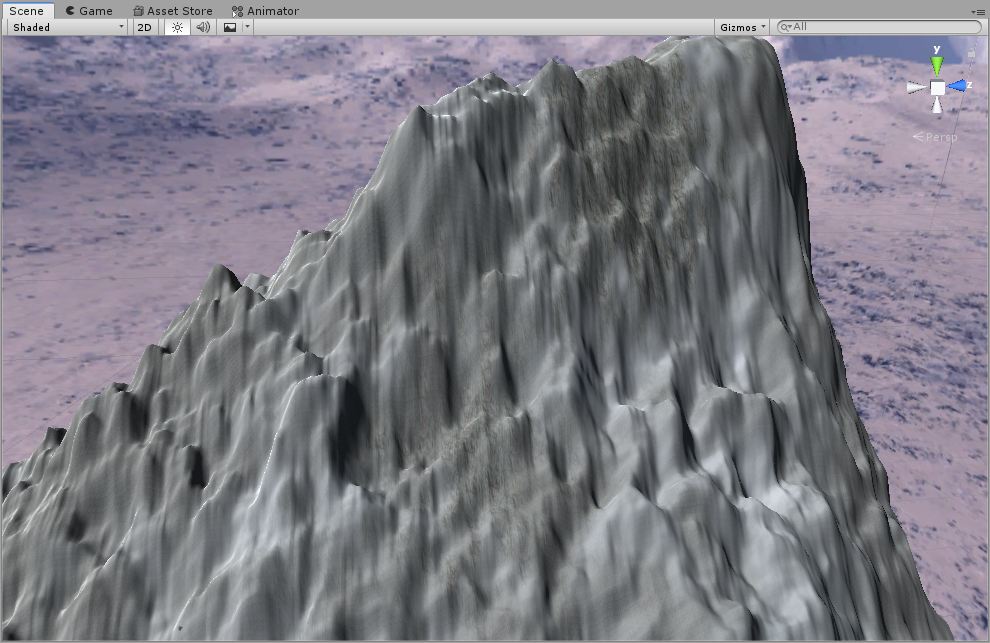 Scene Game Asset Store Animator
Shaded 2D Gizmos All
y
z
Persp